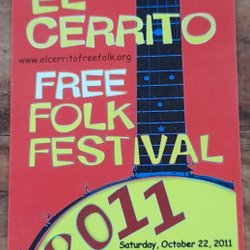 EL
CERRITO
www.elcerritofreefolk.org
FREE
FOLK
FESTIVAL
2011
Saturday, October 22, 2011